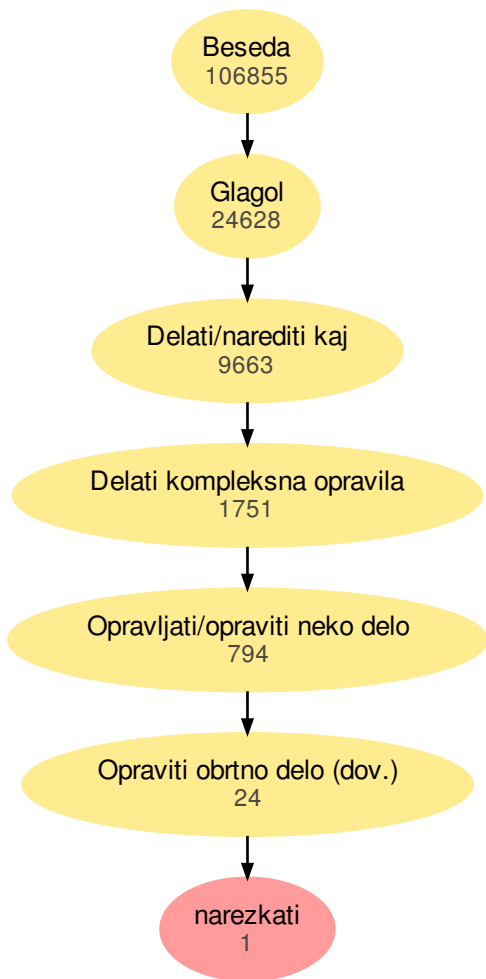 Beseda
106855
Glagol
24628
Delati/narediti kaj
9663
Delati kompleksna opravila
1751
Opravljati/opraviti neko delo
794
Opraviti obrtno delo (dov.)
24
narezkati
1